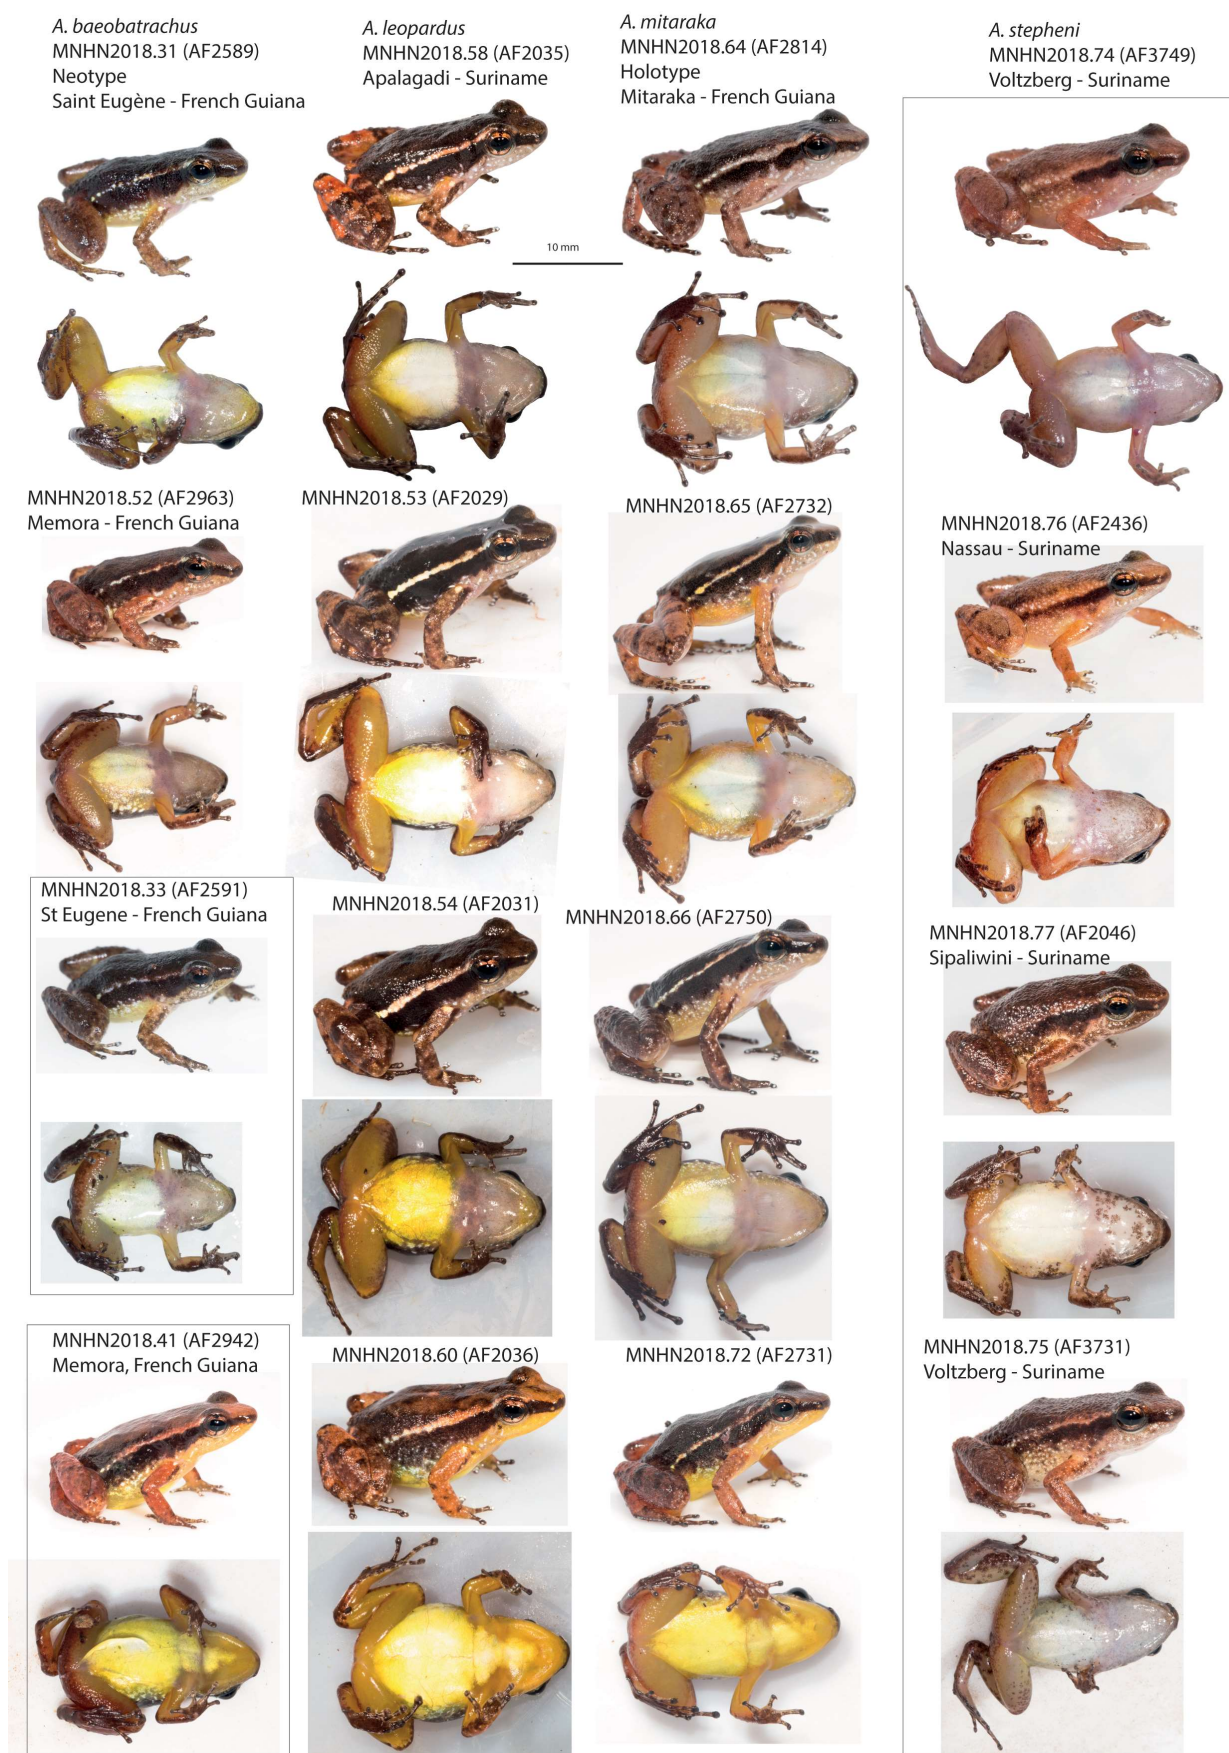 A. baeobatrachus
MNHN2018.31 (AF2589)
Neotype
Saint Eugène - French Guiana
A. leopardus
MNHN2018.58 (AF2035)
Apalagadi - Suriname
A. mitaraka
MNHN2018.64 (AF2814)
Holotype
Mitaraka - French Guiana
A. stepheni
MNHN2018.74 (AF3749)
Voltzberg - Suriname
10 mm
MNHN2018.52 (AF2963)
Memora - French Guiana
MNHN2018.53 (AF2029)
MNHN2018.65 (AF2732)
MNHN2018.76 (AF2436)
Nassau - Suriname
MNHN2018.33 (AF2591)
St Eugene - French Guiana
MNHN2018.54 (AF2031)
MNHN2018.66 (AF2750)
MNHN2018.77 (AF2046)
Sipaliwini - Suriname
MNHN2018.41 (AF2942)
Memora, French Guiana
MNHN2018.60 (AF2036)
MNHN2018.72 (AF2731)
MNHN2018.75 (AF3731)
Voltzberg - Suriname